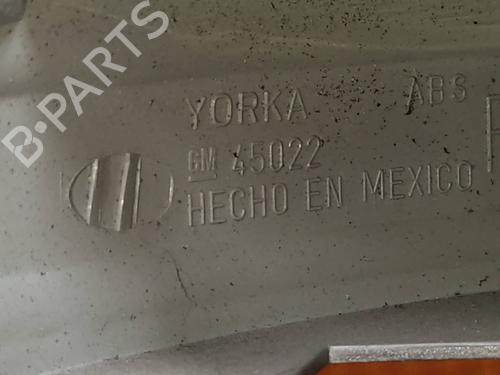 B-PARTS
YORKA ABS
GM 45022
HECHO EN MEXICO